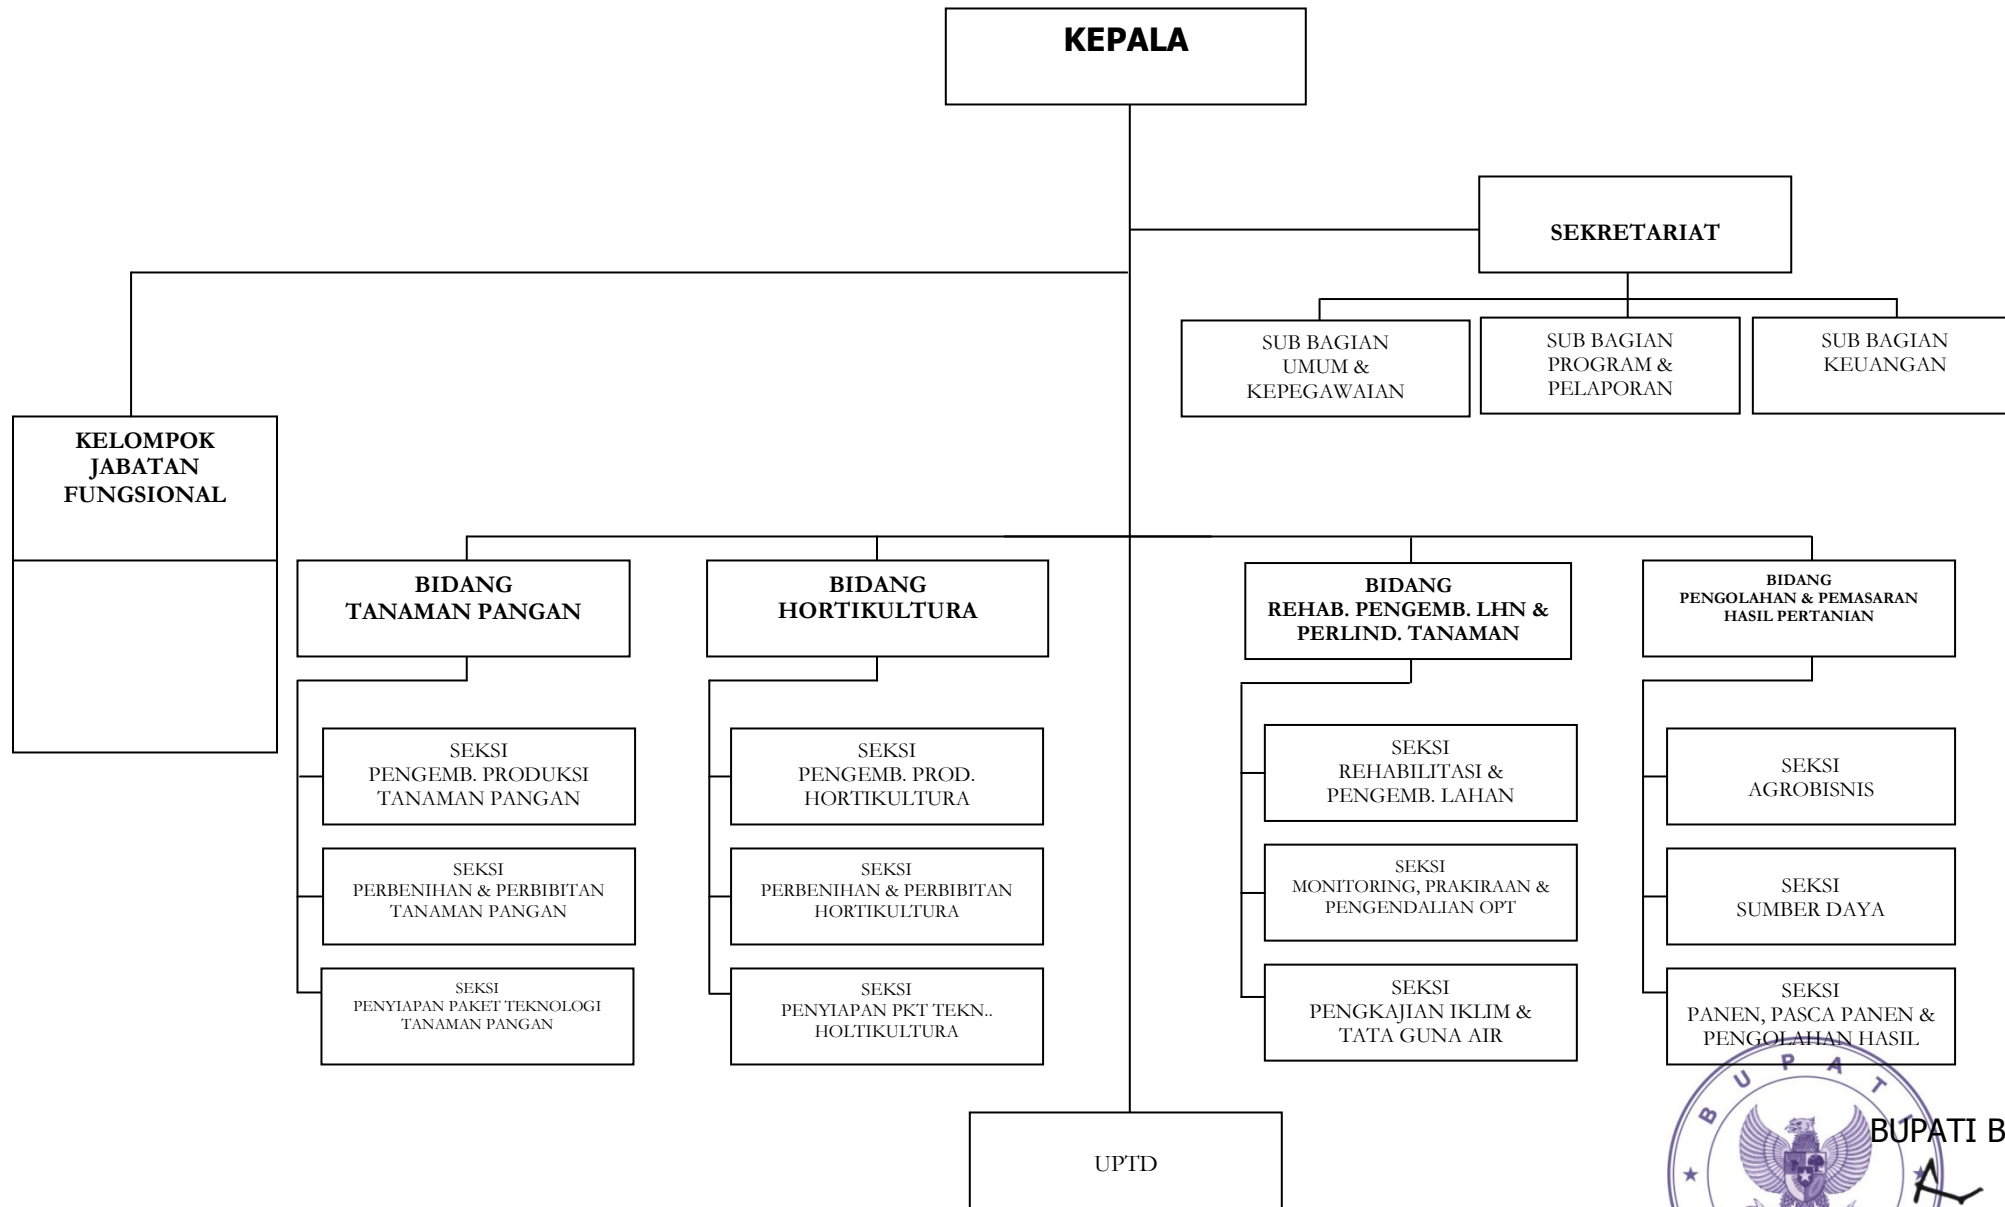 KEPALA
SEKRETARIAT
SUB BAGIAN
UMUM &
KEPEGAWAIAN
SUB BAGIAN
PROGRAM &
PELAPORAN
SUB BAGIAN
KEUANGAN
KELOMPOK
JABATAN
FUNGSIONAL
BIDANG
TANAMAN PANGAN
BIDANG
HORTIKULTURA
BIDANG
REHAB. PENGEMB. LHN &
PERLIND. TANAMAN
BIDANG
PENGOLAHAN & PEMASARAN
HASIL PERTANIAN
SEKSI
PENGEMB. PRODUKSI
TANAMAN PANGAN
SEKSI
PERBENIHAN & PERBIBITAN
TANAMAN PANGAN
SEKSI
PENYIAPAN PAKET TEKNOLOGI
TANAMAN PANGAN
SEKSI
PENGEMB. PROD.
HORTIKULTURA
SEKSI
PERBENIHAN & PERBIBITAN
HORTIKULTURA
SEKSI
PENYIAPAN PKT TEKN..
HOLTIKULTURA
SEKSI
REHABILITASI &
PENGEMB. LAHAN
SEKSI
MONITORING, PRAKIRAAN &
PENGENDALIAN OPT
SEKSI
PENGKAJIAN IKLIM &
TATA GUNA AIR
SEKSI
AGROBISNIS
SEKSI
SUMBER DAYA
SEKSI
PANEN, PASCA PANEN &
PENGOLAHAN HASIL
UPTD
BUPATI
BUPATI B